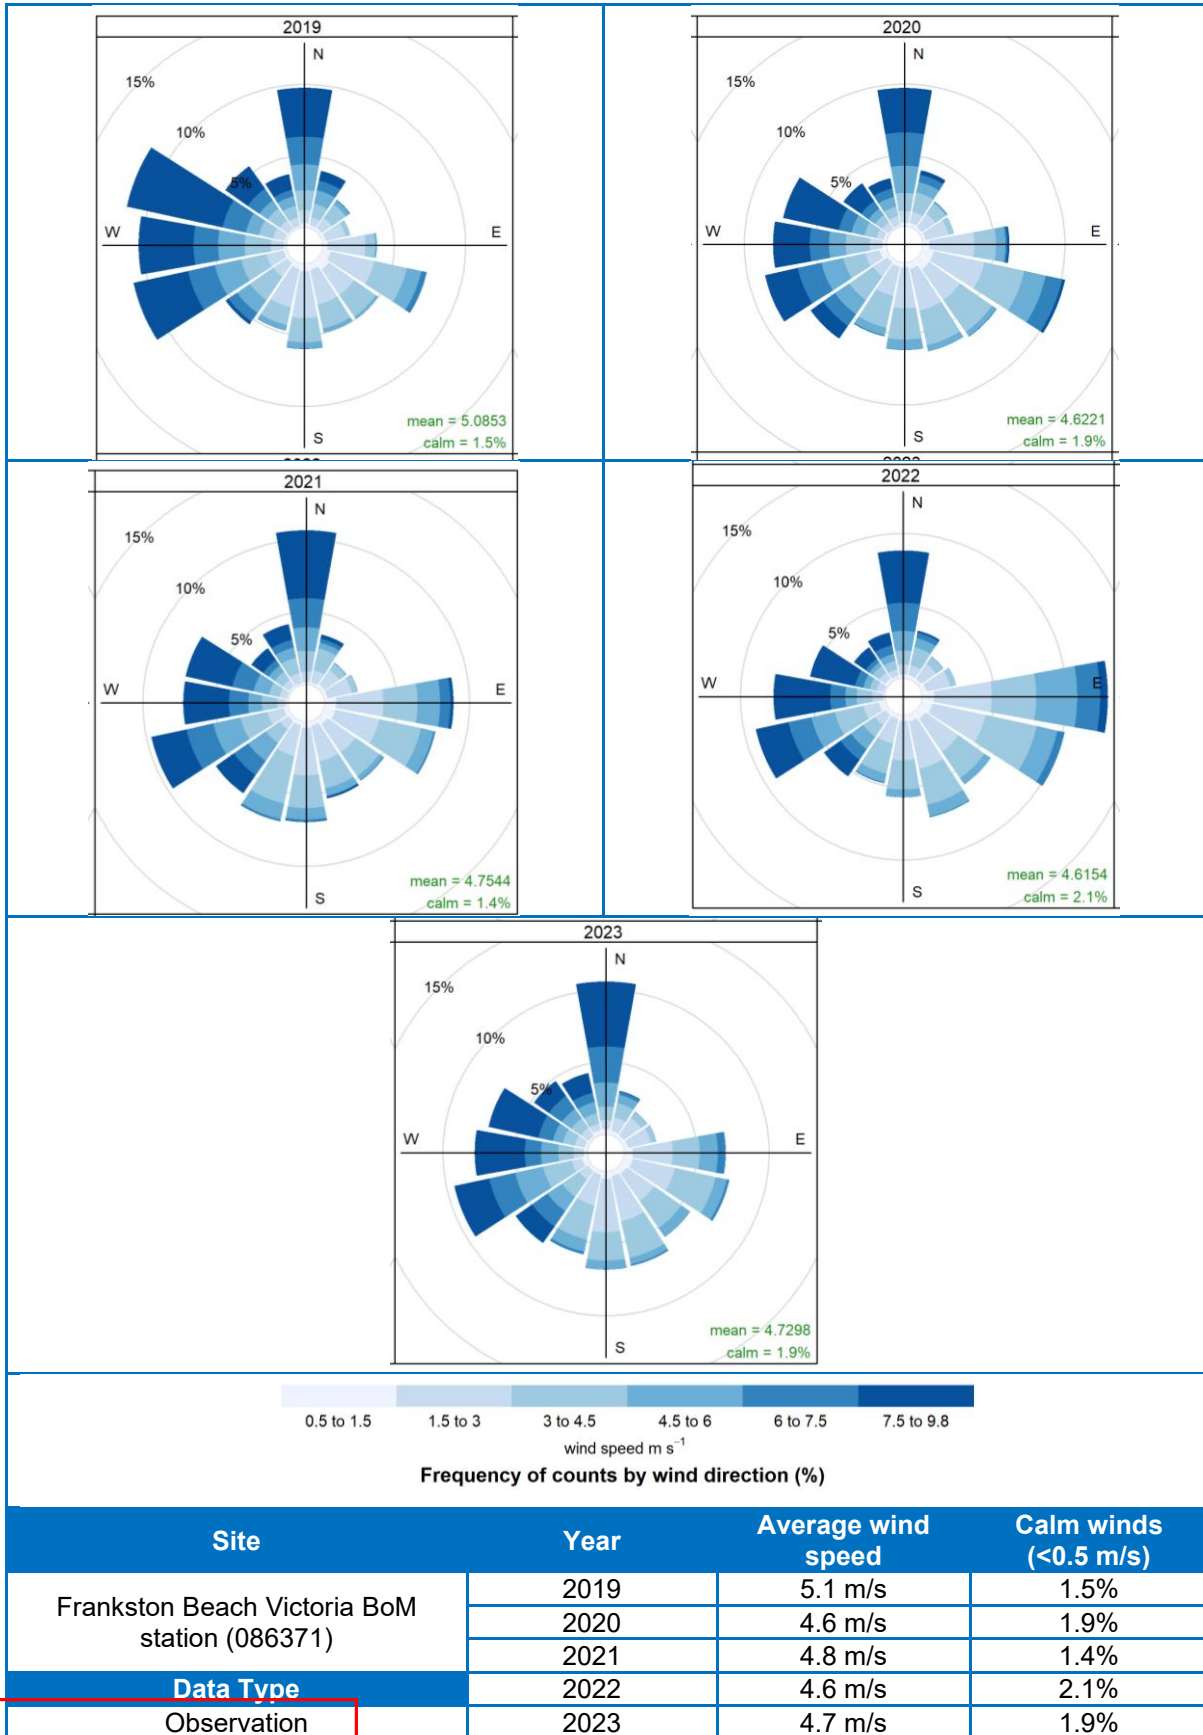 2019
N
15%
10%
5%
W
E
S
mean = 5.0853
calm = 1.5%
2020
N
15%
10%
5%
W
E
S
mean = 4.6221
calm = 1.9%
2021
N
15%
10%
5%
W
E
S
mean = 4.7544
calm = 1.4%
2022
N
15%
10%
5%
W
E
S
mean = 4.6154
calm = 2.1%
2023
N
15%
10%
5%
W
E
S
mean = 4.7298
calm = 1.9%
0.5 to 1.5 1.5 to 3 3 to 4.5 4.5 to 6 6 to 7.5 7.5 to 9.8
wind speed m s⁻¹
Frequency of counts by wind direction (%)
Site Year Average wind speed Calm winds (<0.5 m/s)
Frankston Beach Victoria BoM station (086371)
2019 5.1 m/s 1.5%
2020 4.6 m/s 1.9%
2021 4.8 m/s 1.4%
Data Type 2022 4.6 m/s 2.1%
Observation 2023 4.7 m/s 1.9%